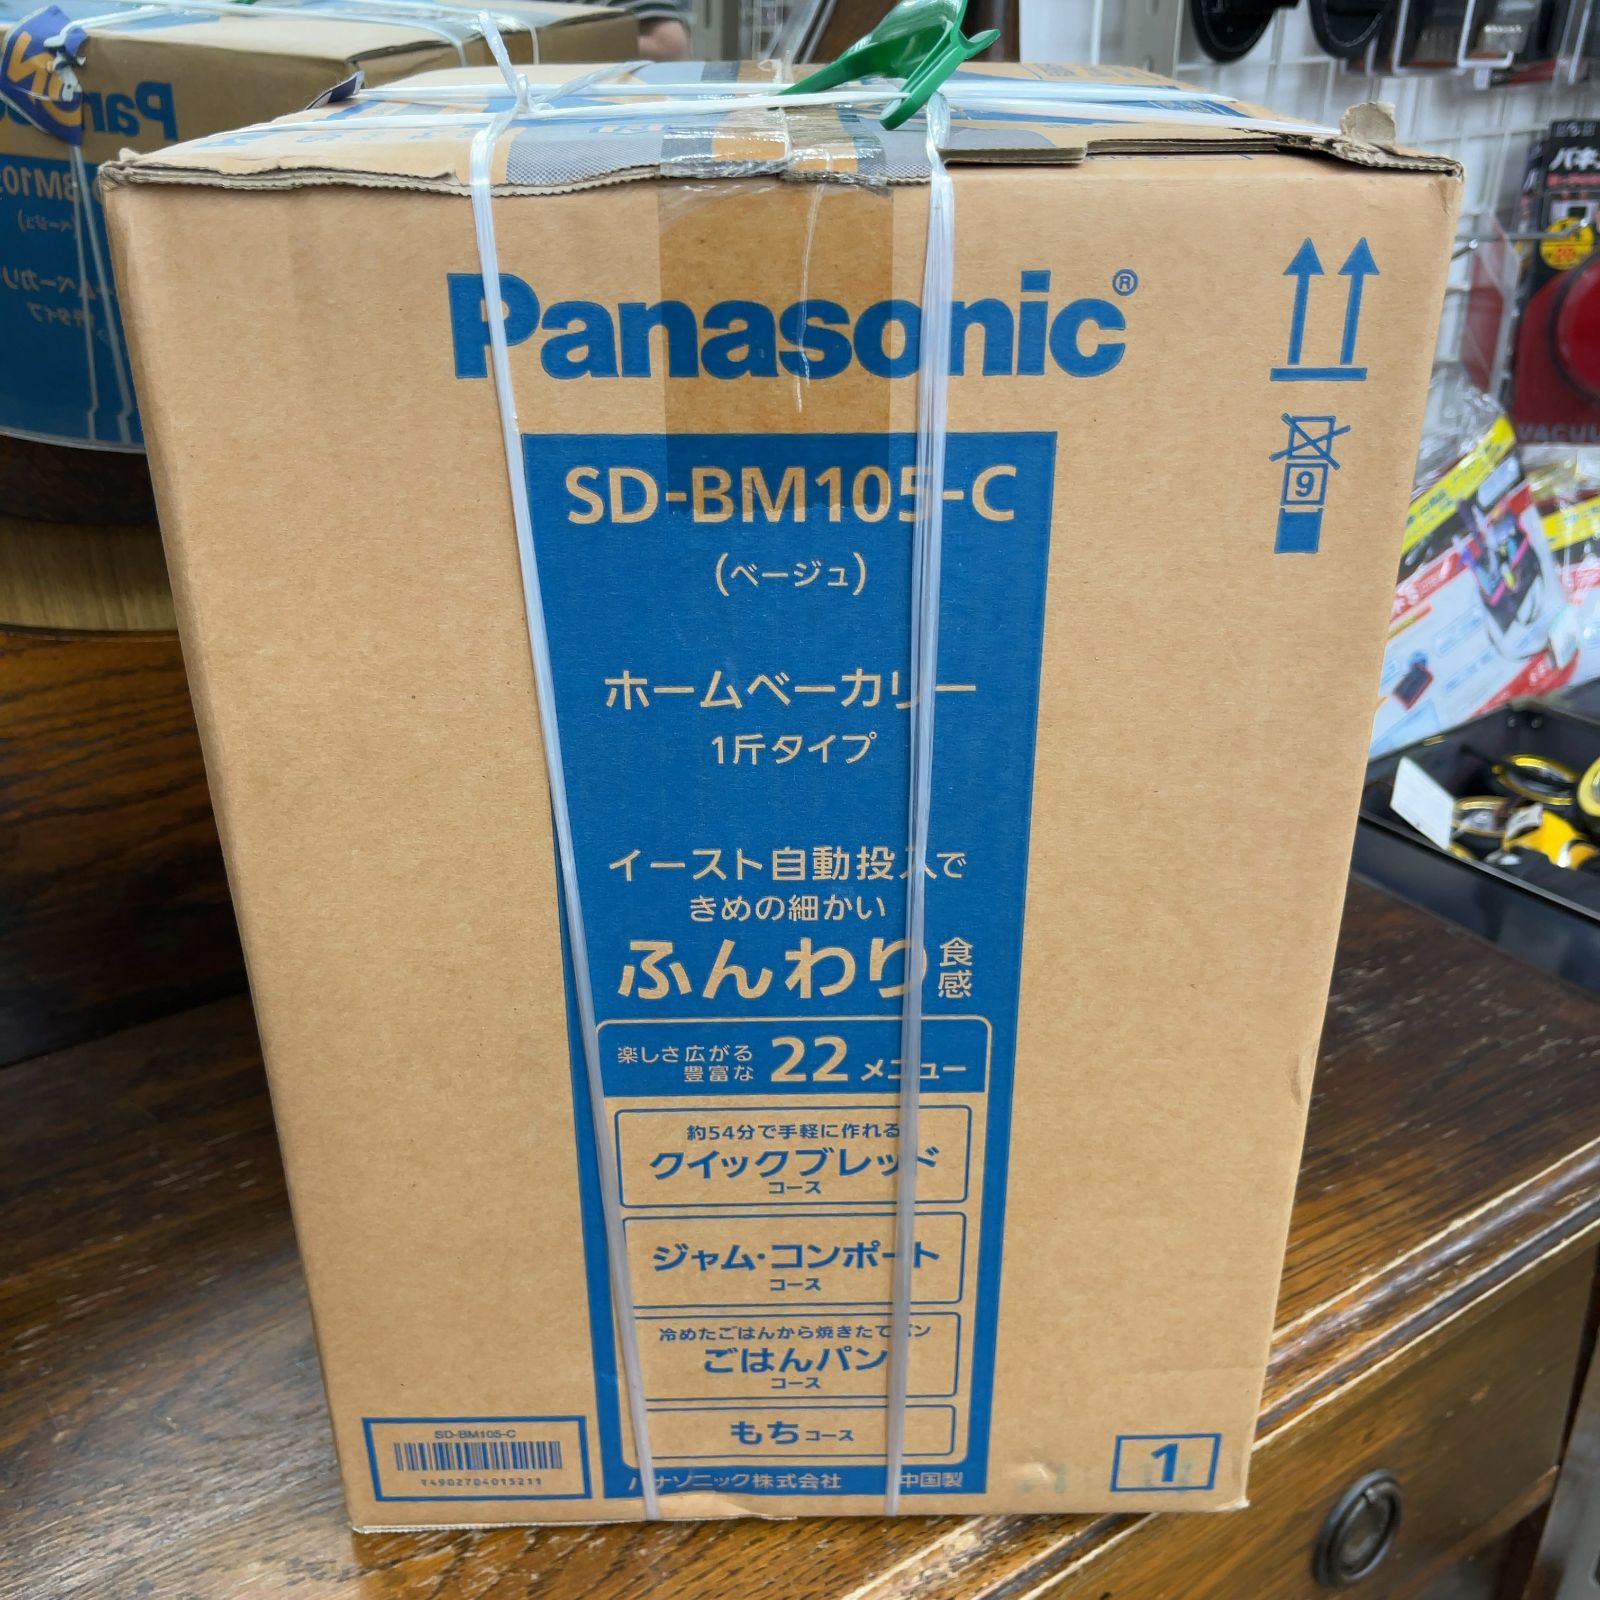 Panasonic®
SD-BM105-C
(ベージュ)
ホームベーカリー
1斤タイプ
イースト自動投入で
きめの細かい
ふんわり食感
楽しさ広がる
豊富な 22メニュー
約54分で手軽に作れる
クイックブレッド
コース
ジャム・コンポート
コース
冷めたごはんから焼きたてパン
ごはんパン
コース
もちコース
パナソニック株式会社 中国製
SD-BM105-C
9
1
VACUU